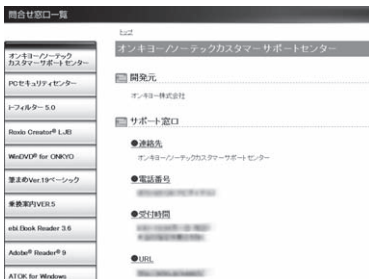 問合せ窓口一覧
トップ
オンキヨー/ソーテックカスタマーサポートセンター
オンキヨー/ソーテック
カスタマーサポートセンター
PCセキュリティセンター
i-フィルター 5.0
Roxio Creator® LJB
WinDVD® for ONKYO
筆まめVer.19ベーシック
乗換案内VER.5
ebi.Book Reader 3.6
Adobe® Reader® 9
ATOK for Windows
開発元
オンキヨー株式会社
サポート窓口
●連絡先
オンキヨー/ソーテックカスタマーサポートセンター
●電話番号
●受付時間
●URL